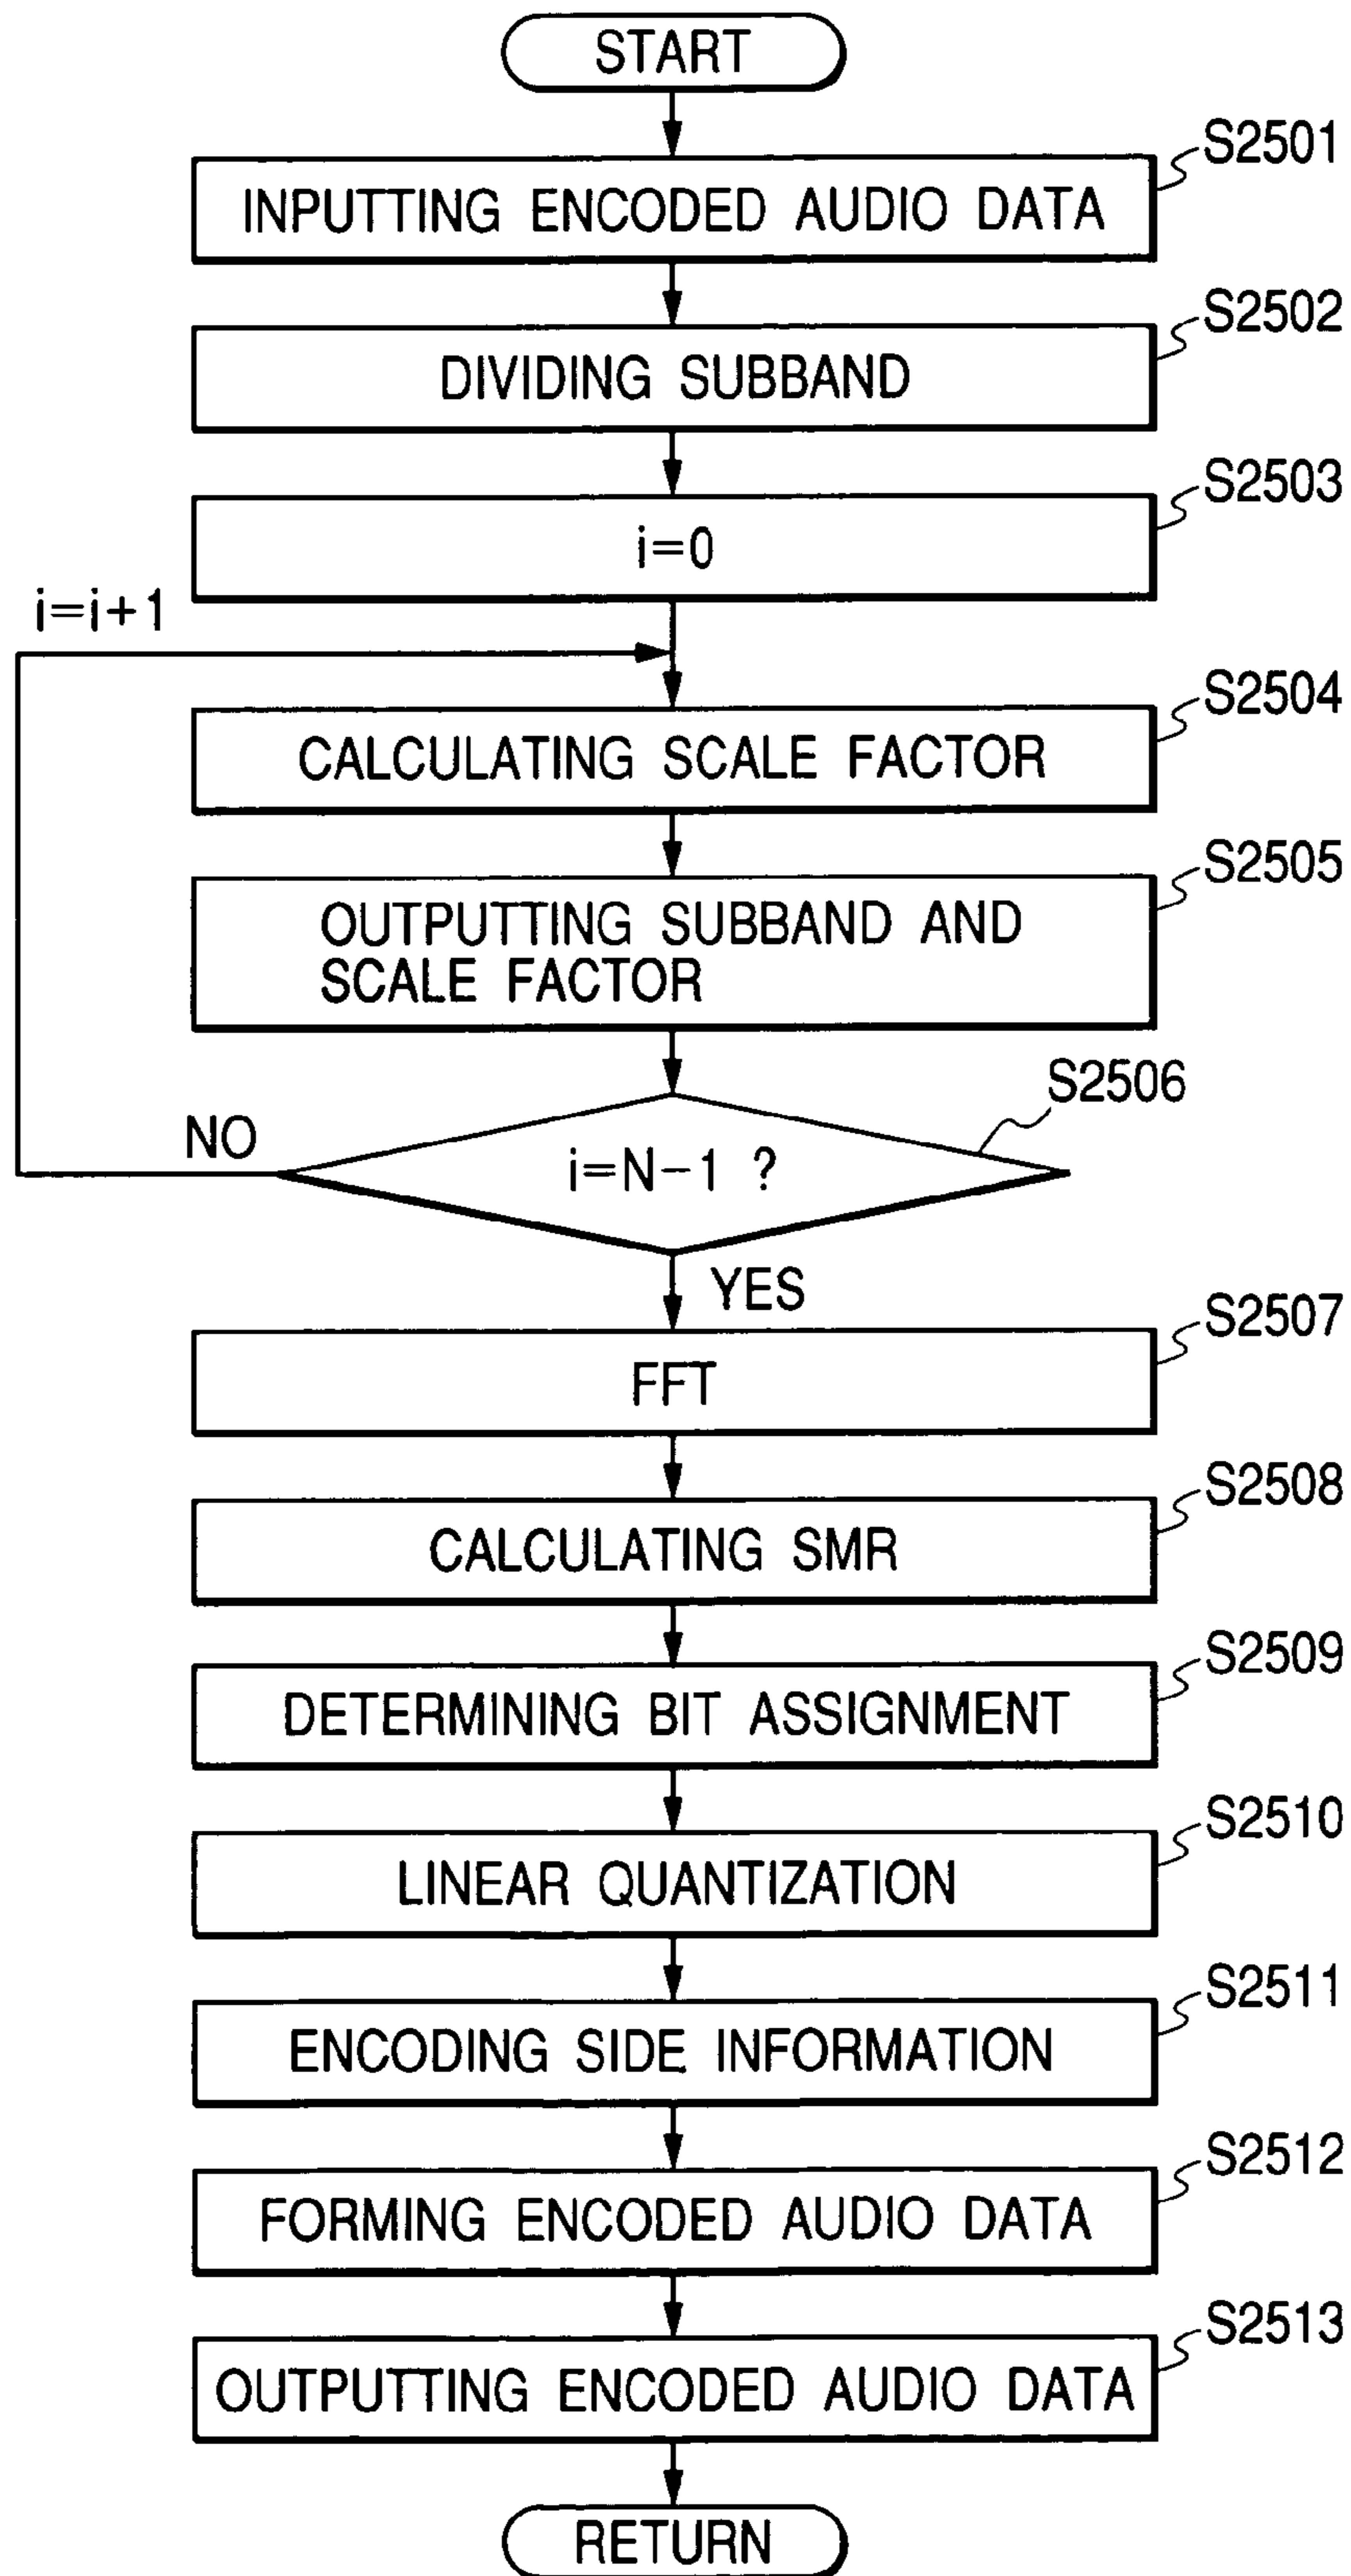 START
S2501
INPUTTING ENCODED AUDIO DATA
S2502
DIVIDING SUBBAND
S2503
i=0
i=i+1
S2504
CALCULATING SCALE FACTOR
S2505
OUTPUTTING SUBBAND AND
SCALE FACTOR
S2506
NO
i=N-1 ?
YES
S2507
FFT
S2508
CALCULATING SMR
S2509
DETERMINING BIT ASSIGNMENT
S2510
LINEAR QUANTIZATION
S2511
ENCODING SIDE INFORMATION
S2512
FORMING ENCODED AUDIO DATA
S2513
OUTPUTTING ENCODED AUDIO DATA
RETURN